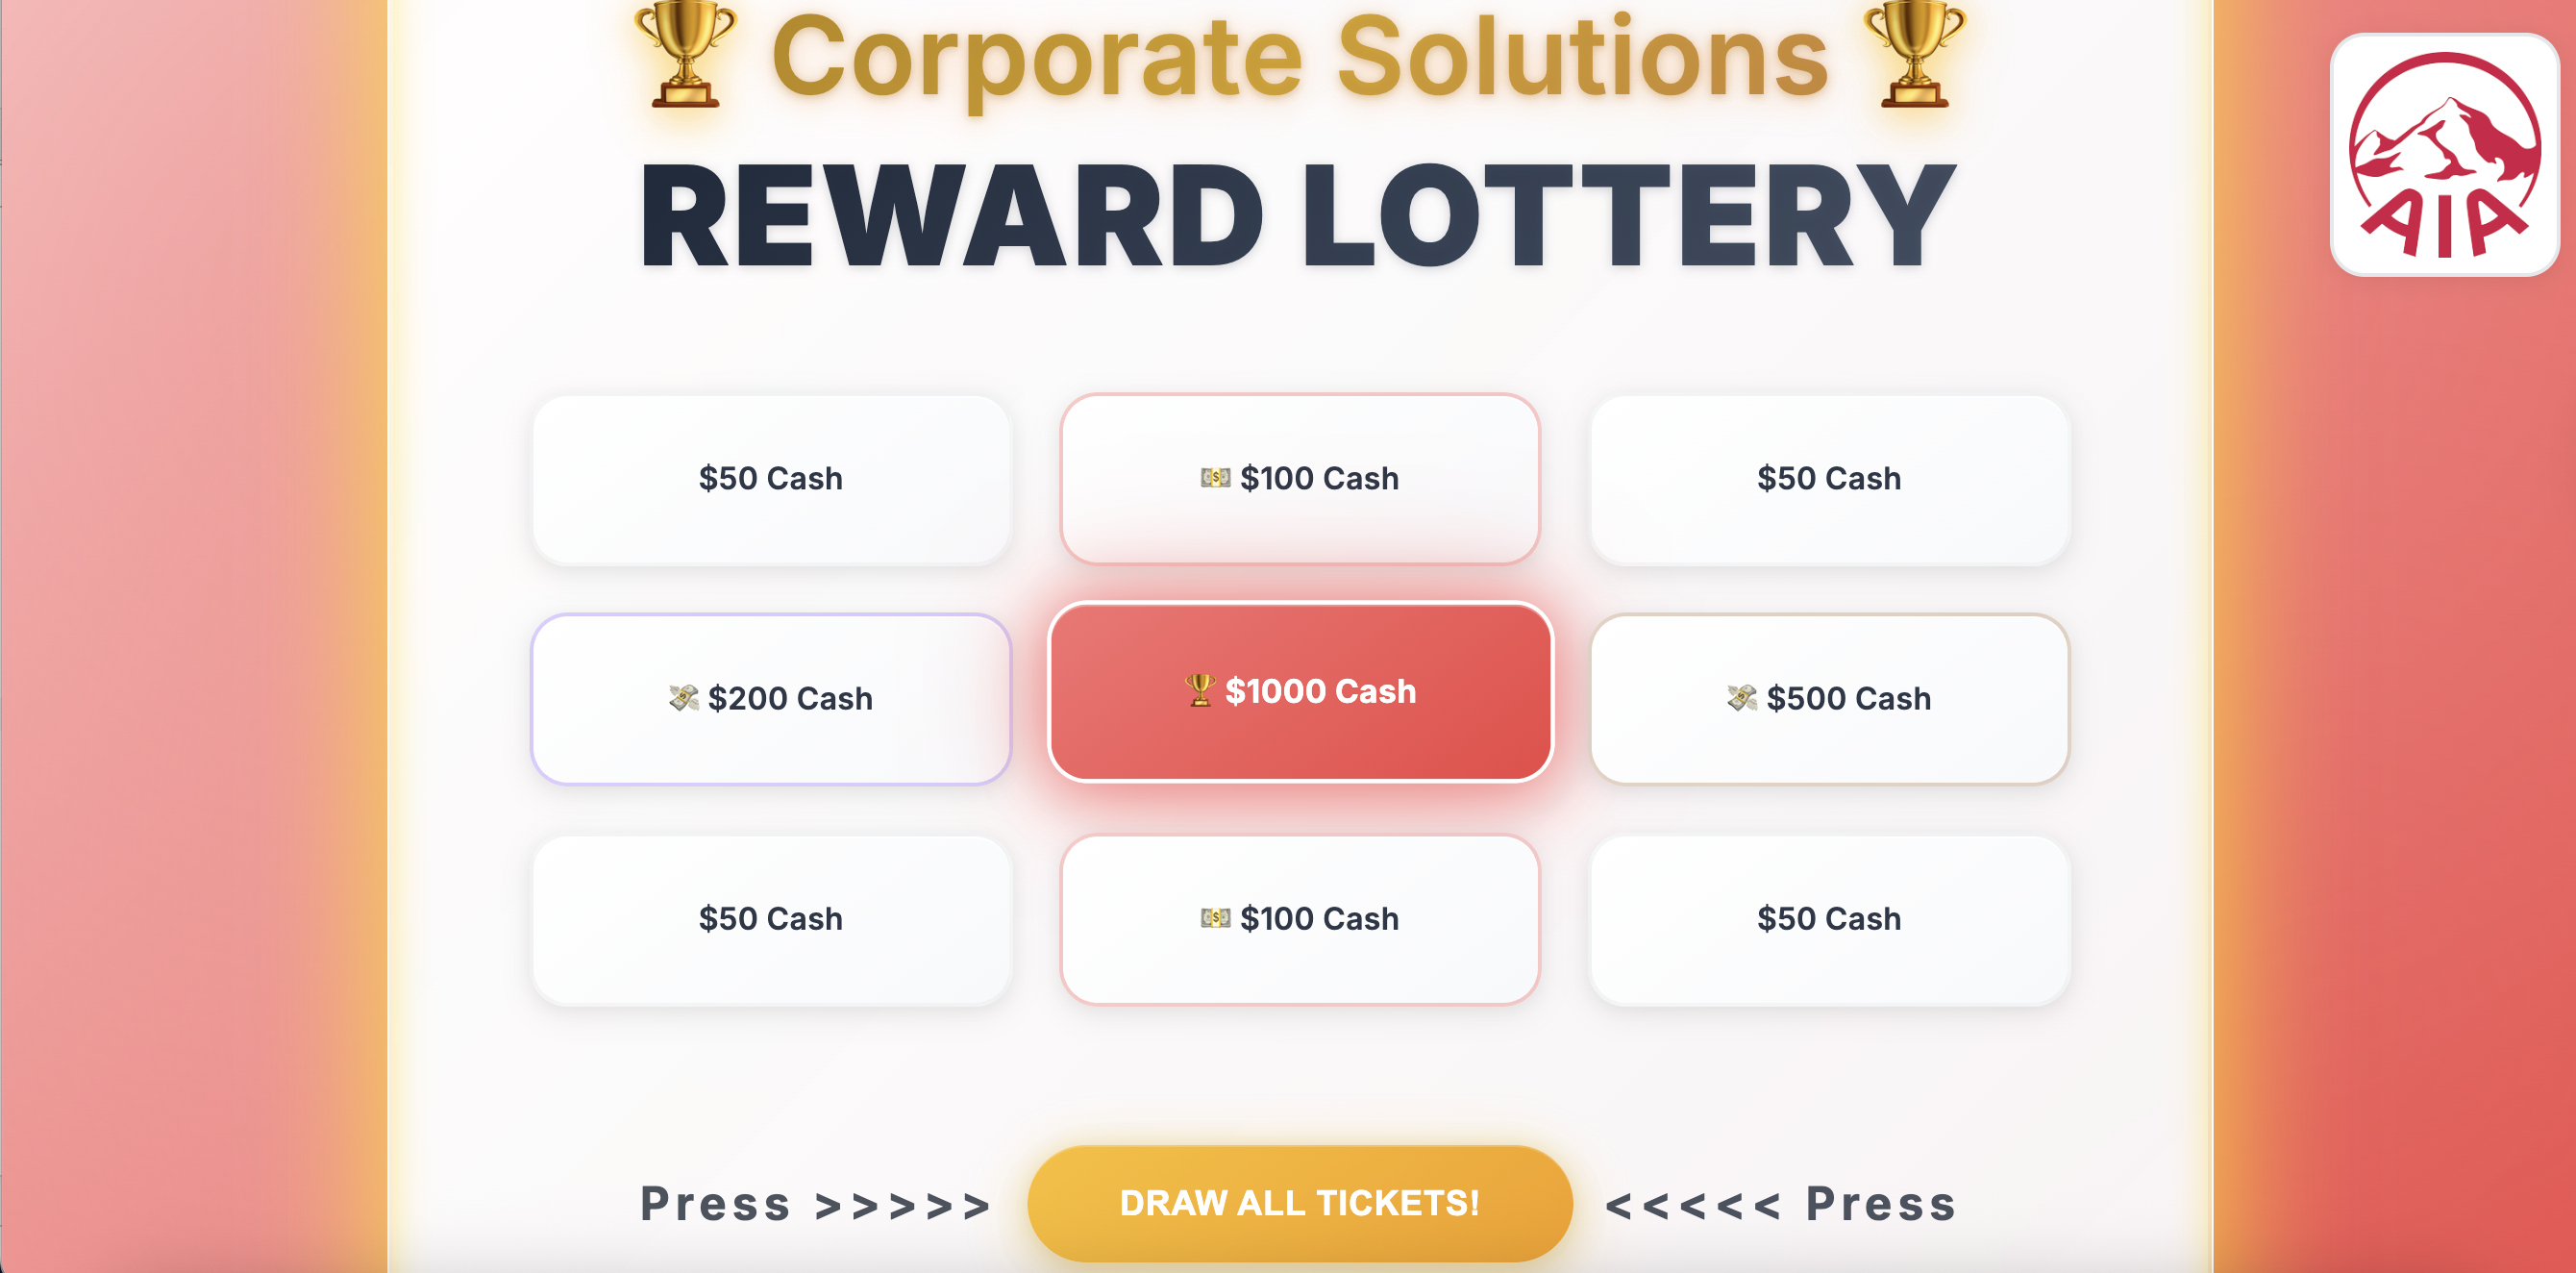 🏆 Corporate Solutions 🏆
AIA
REWARD LOTTERY
$50 Cash
💵 $100 Cash
$50 Cash
💸 $200 Cash
🏆 $1000 Cash
💸 $500 Cash
$50 Cash
💵 $100 Cash
$50 Cash
Press >>>>>
DRAW ALL TICKETS!
<<<<< Press